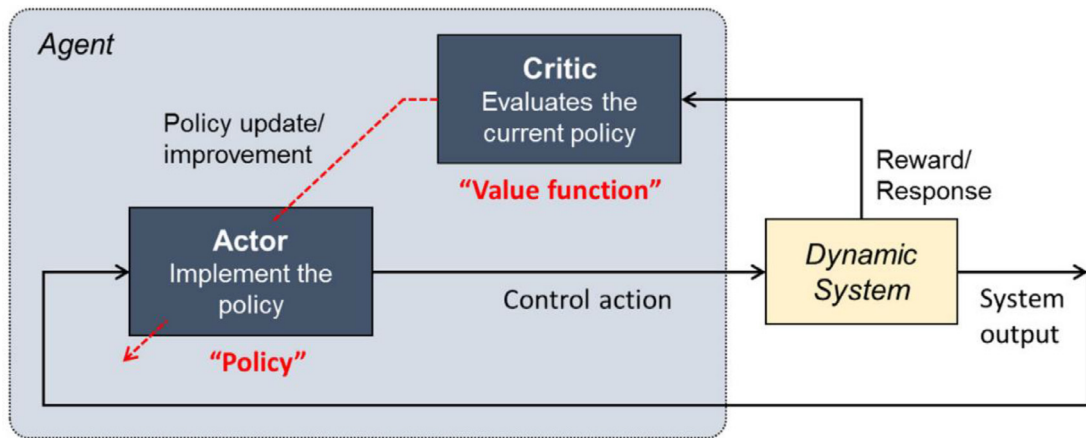 Agent
Critic
Evaluates the
current policy
“Value function”
Policy update/
improvement
Actor
Implement the
policy
“Policy”
Control action
Reward/
Response
Dynamic
System
System
output